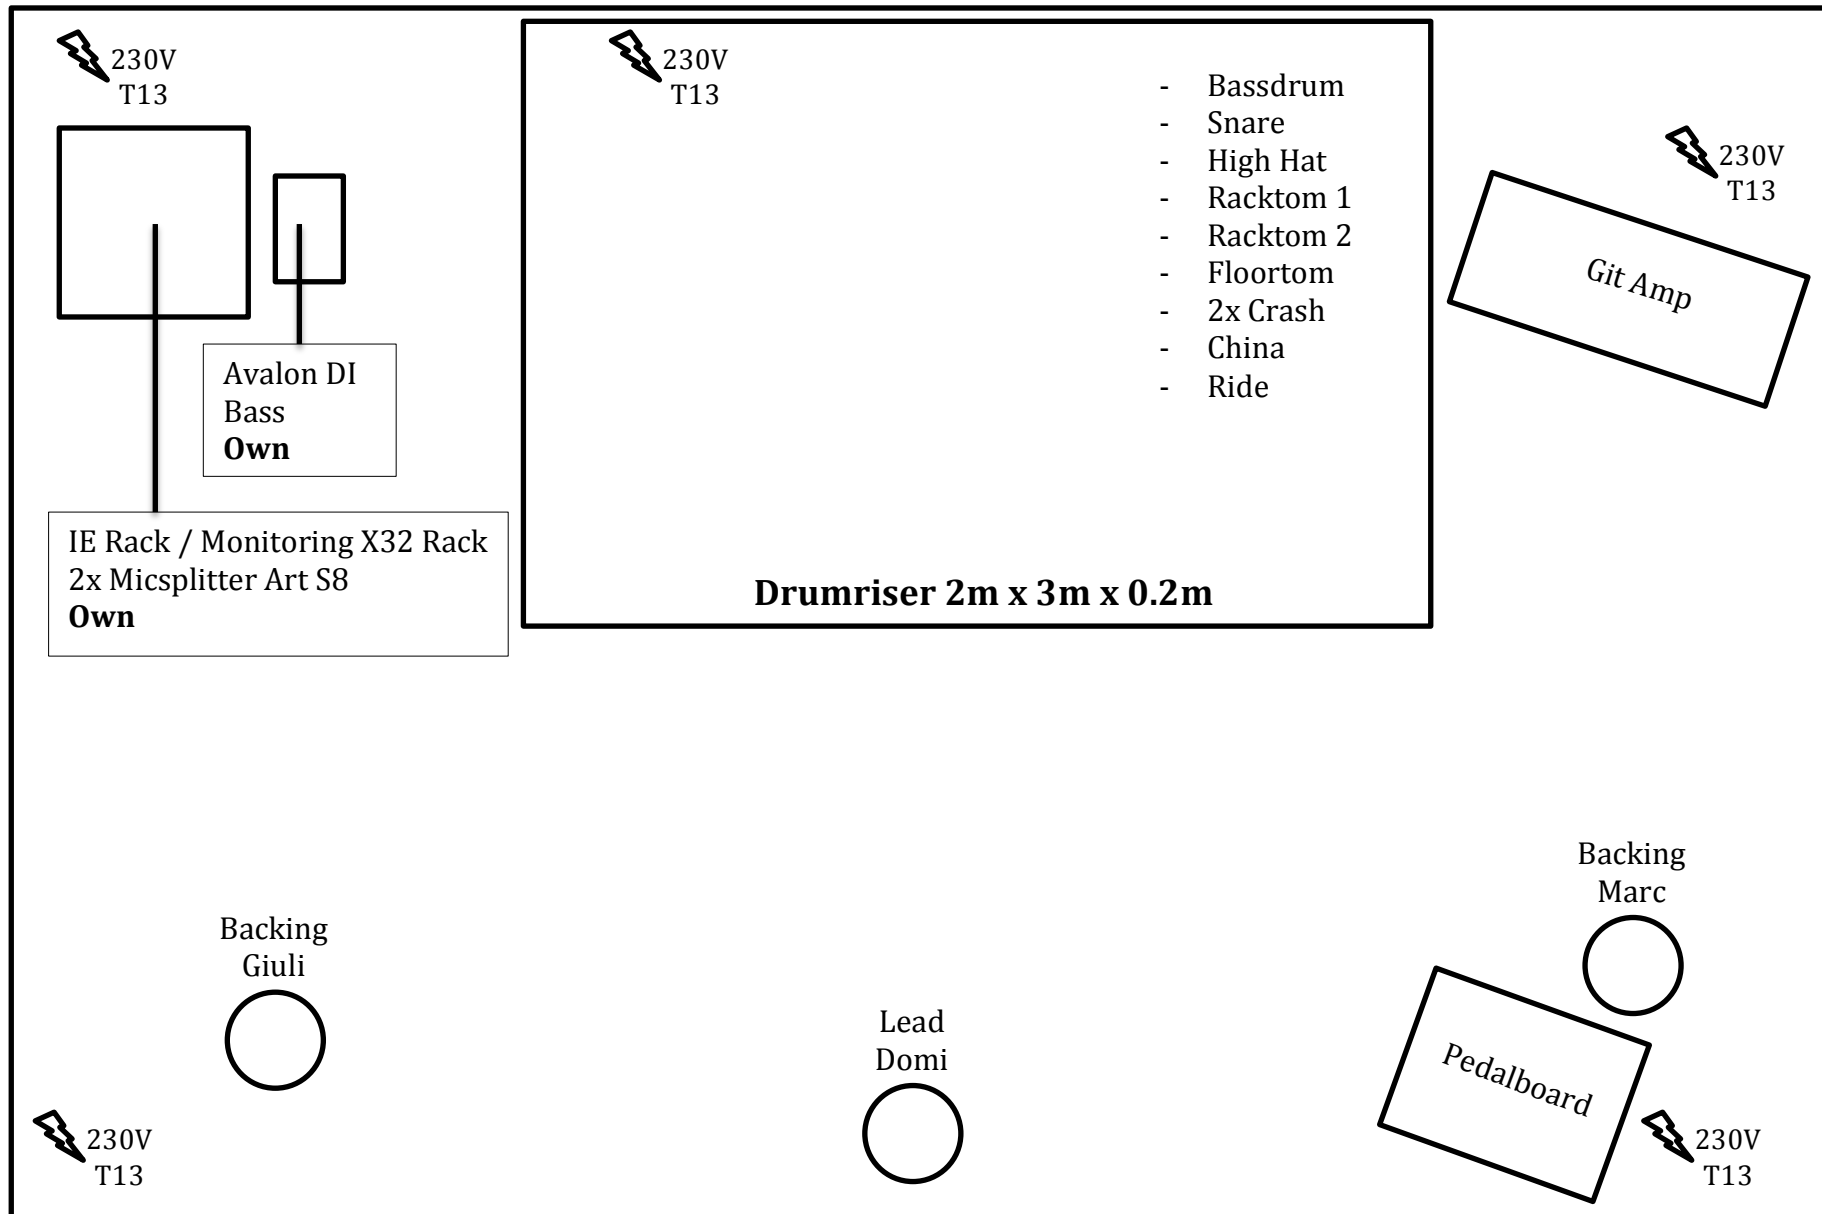 230V
T13
230V
T13
- Bassdrum
- Snare
- High Hat
- Racktom 1
- Racktom 2
- Floortom
- 2x Crash
- China
- Ride
230V
T13
Git Amp
Avalon DI
Bass
Own
IE Rack / Monitoring X32 Rack
2x Micsplitter Art S8
Own
Drumriser 2m x 3m x 0.2m
Backing
Giuli
Lead
Domi
Backing
Marc
Pedalboard
230V
T13
230V
T13